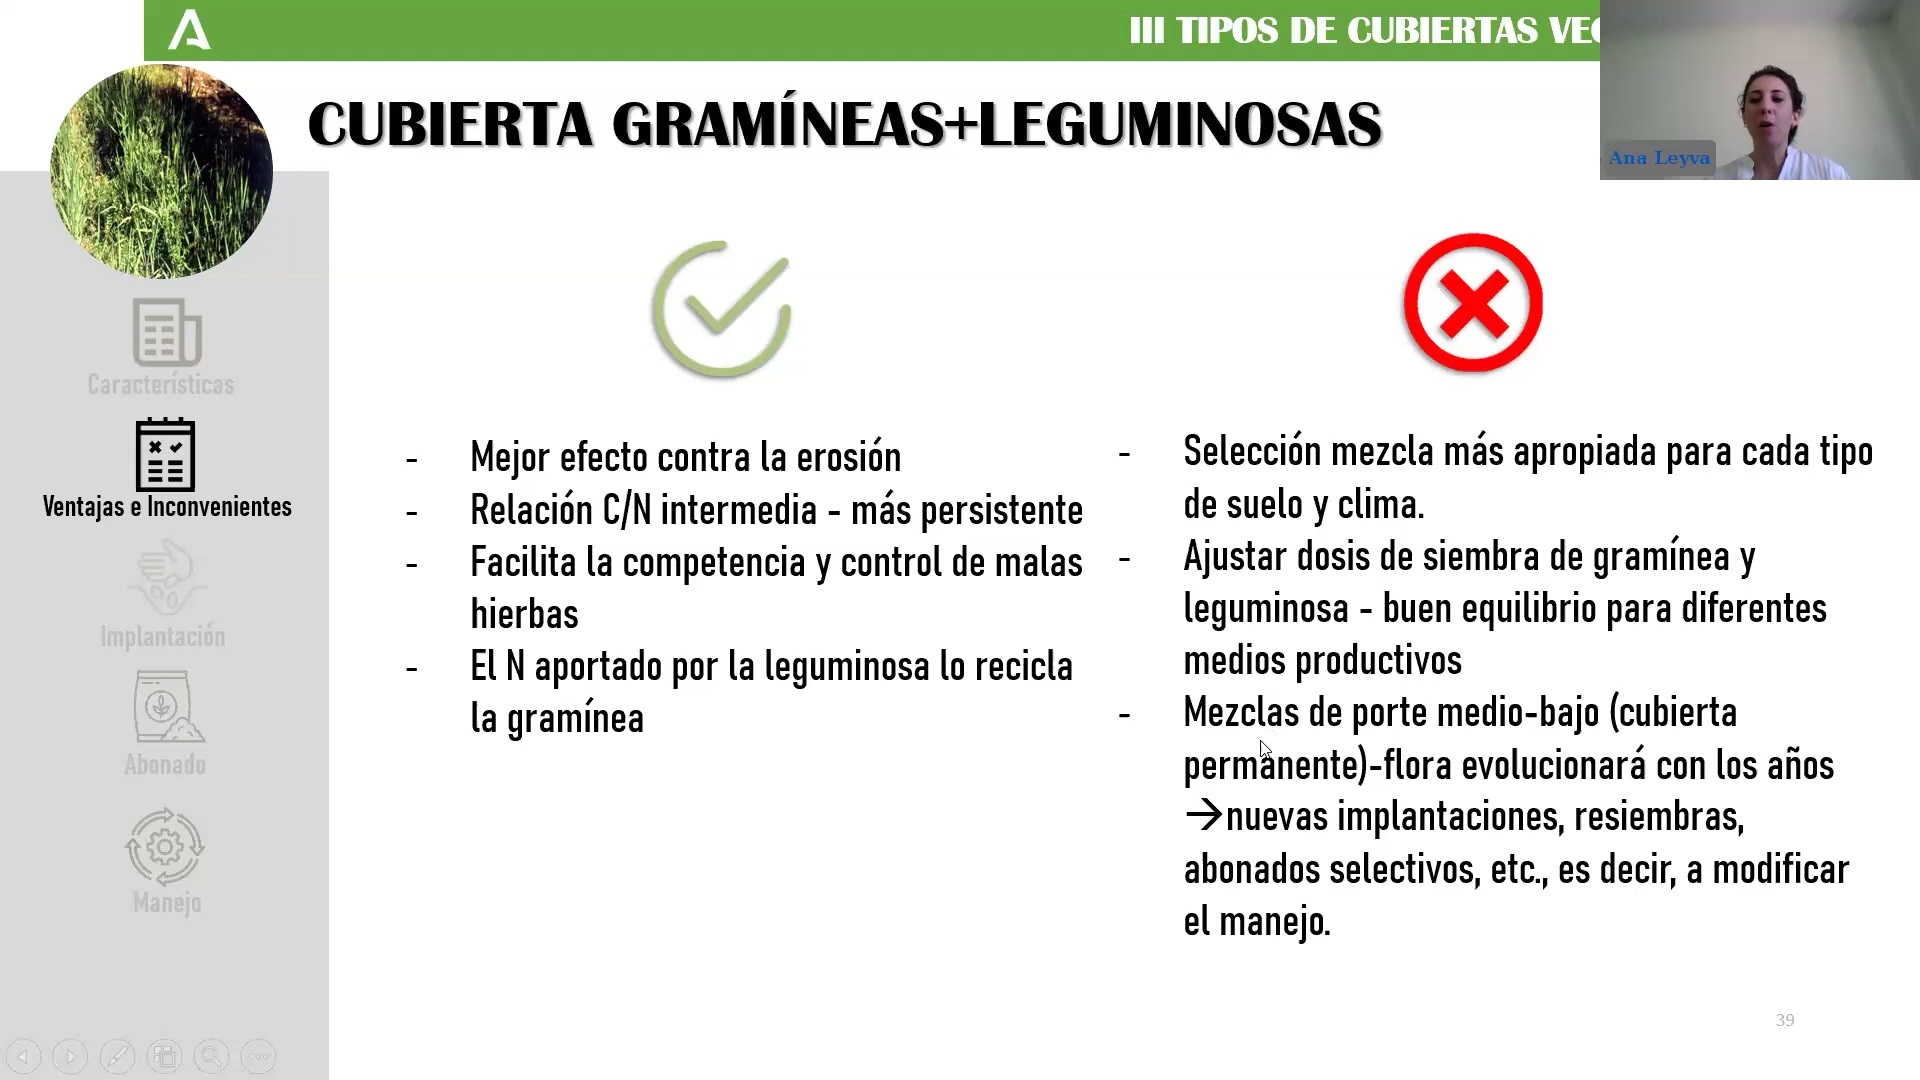 III TIPOS DE CUBIERTAS
CUBIERTA GRAMÍNEAS+LEGUMINOSAS
Ana Leyva
Características
Ventajas e Inconvenientes
Implantación
Abonado
Manejo
- Mejor efecto contra la erosión
- Relación C/N intermedia - más persistente
- Facilita la competencia y control de malas
hierbas
- El N aportado por la leguminosa lo recicla
la gramínea
- Selección mezcla más apropiada para cada tipo
de suelo y clima.
- Ajustar dosis de siembra de gramínea y
leguminosa - buen equilibrio para diferentes
medios productivos
- Mezclas de porte medio-bajo (cubierta
permanente)-flora evolucionará con los años
→nuevas implantaciones, resiembras,
abonados selectivos, etc., es decir, a modificar
el manejo.
39